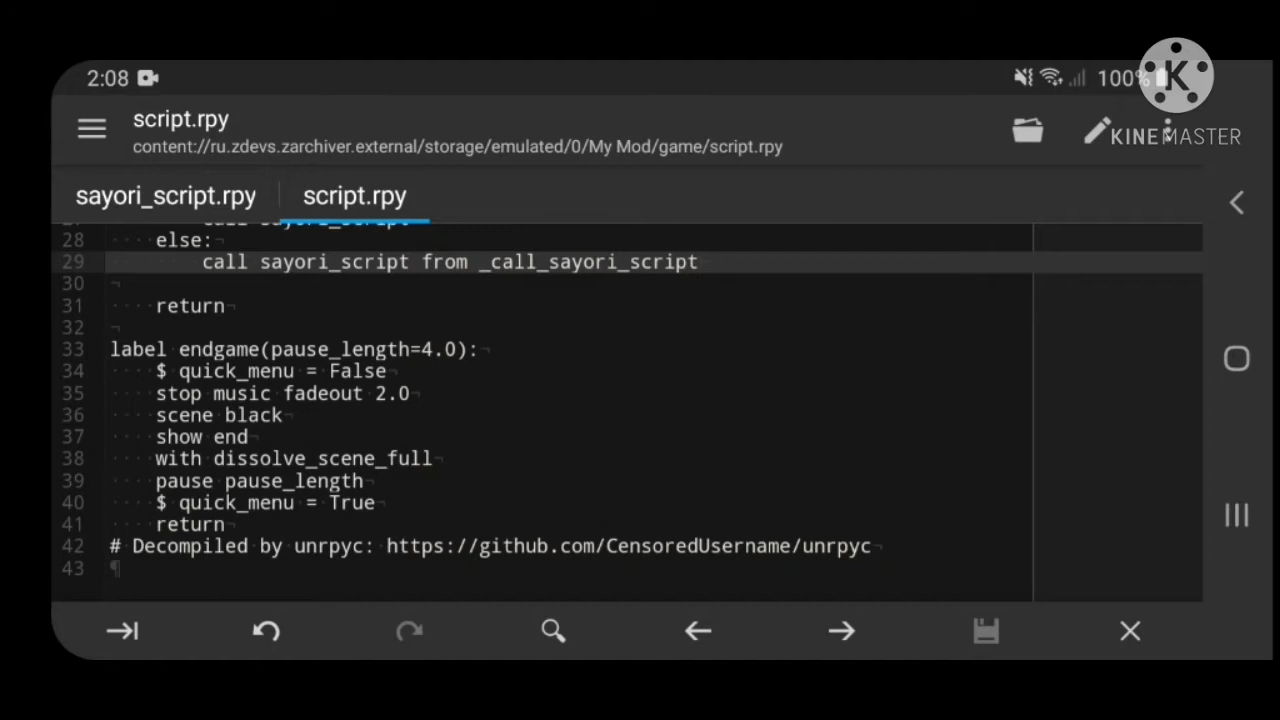 2:08
100%
K
script.rpy
content://ru.zdevs.zarchiver.external/storage/emulated/0/My Mod/game/script.rpy
KINEMASTER
sayori_script.rpy
script.rpy
28 else:
29 call sayori_script from _call_sayori_script
30
31 return
32
33 label endgame(pause_length=4.0):
34 $ quick_menu = False
35 stop music fadeout 2.0
36 scene black
37 show end
38 with dissolve_scene_full
39 pause pause_length
40 $ quick_menu = True
41 return
42 # Decompiled by unrpyc: https://github.com/CensoredUsername/unrpyc
43